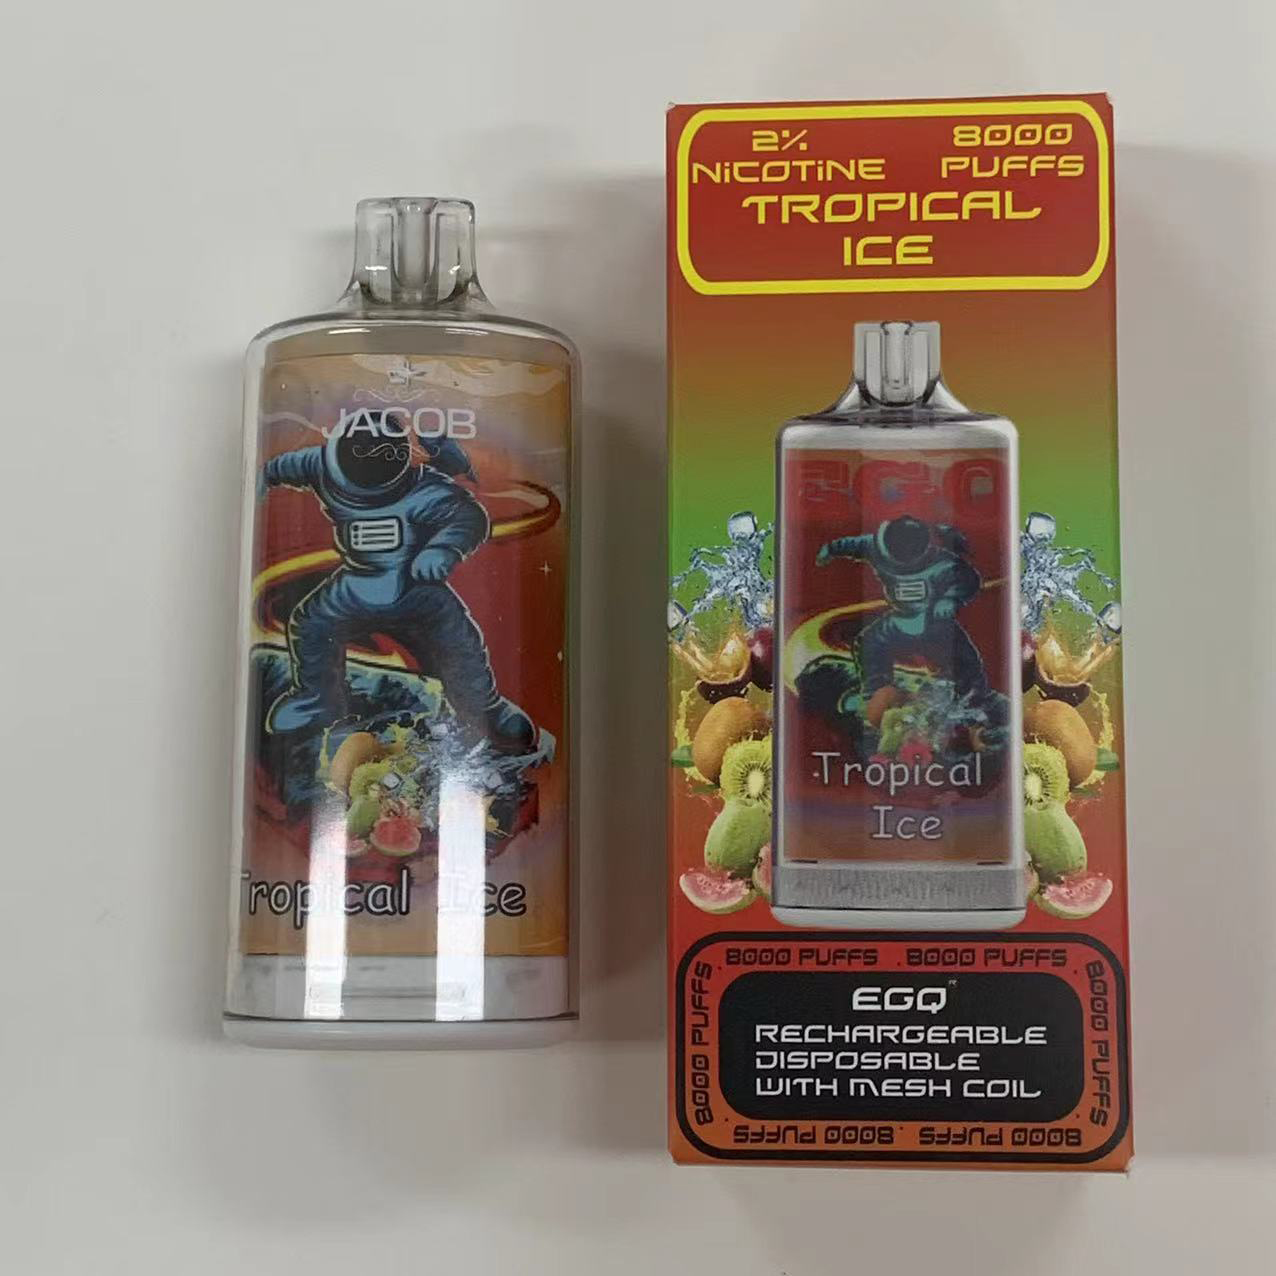 JACOB
Tropical Ice
2% 8000
NiCOTiNE PUFFS
TROPICAL
ICE
EGQ
Tropical
Ice
8000 PUFFS . 8000 PUFFS .
8000 PUFFS
8000 PUFFS
EGQ
RECHARGEABLE
DISPOSABLE
WITH MESH COIL
8000 PUFFS . 8000 PUFFS